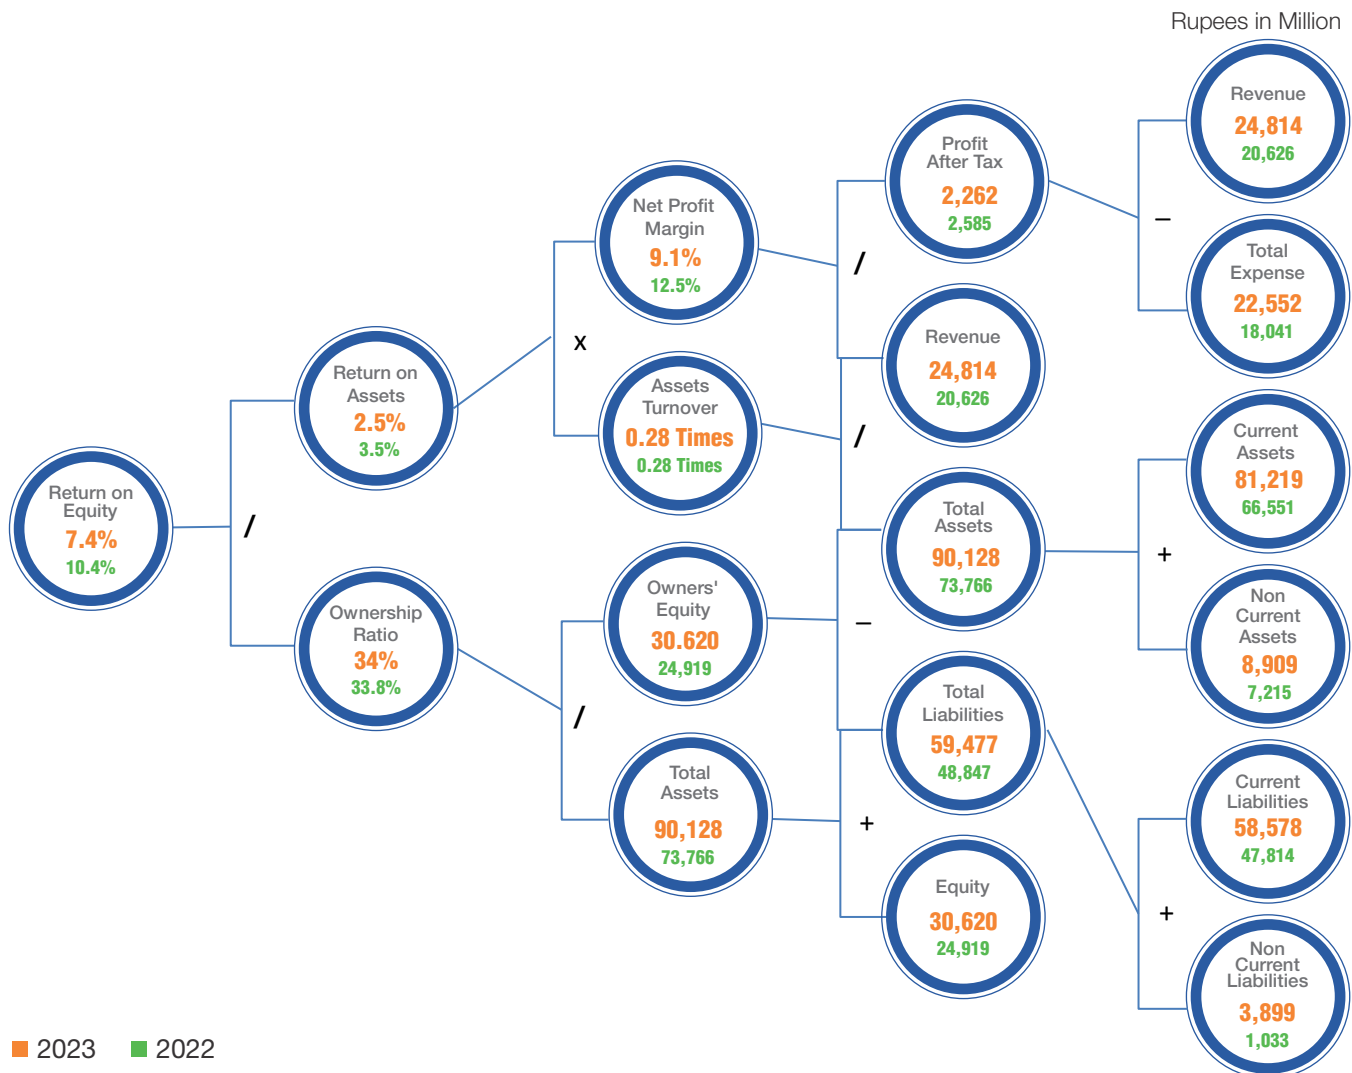 Rupees in Million
Revenue
24,814
20,626
Profit
After Tax
2,262
2,585
Net Profit
Margin
9.1%
12.5%
/
–
Total
Expense
22,552
18,041
Revenue
24,814
20,626
x
Return on
Assets
2.5%
3.5%
Assets
Turnover
0.28 Times
0.28 Times
/
Current
Assets
81,219
66,551
Return on
Equity
7.4%
10.4%
/
Total
Assets
90,128
73,766
+
Ownership
Ratio
34%
33.8%
Owners'
Equity
30.620
24,919
–
Non
Current
Assets
8,909
7,215
/
Total
Liabilities
59,477
48,847
Total
Assets
90,128
73,766
+
Current
Liabilities
58,578
47,814
Equity
30,620
24,919
+
Non
Current
Liabilities
3,899
1,033
2023
2022